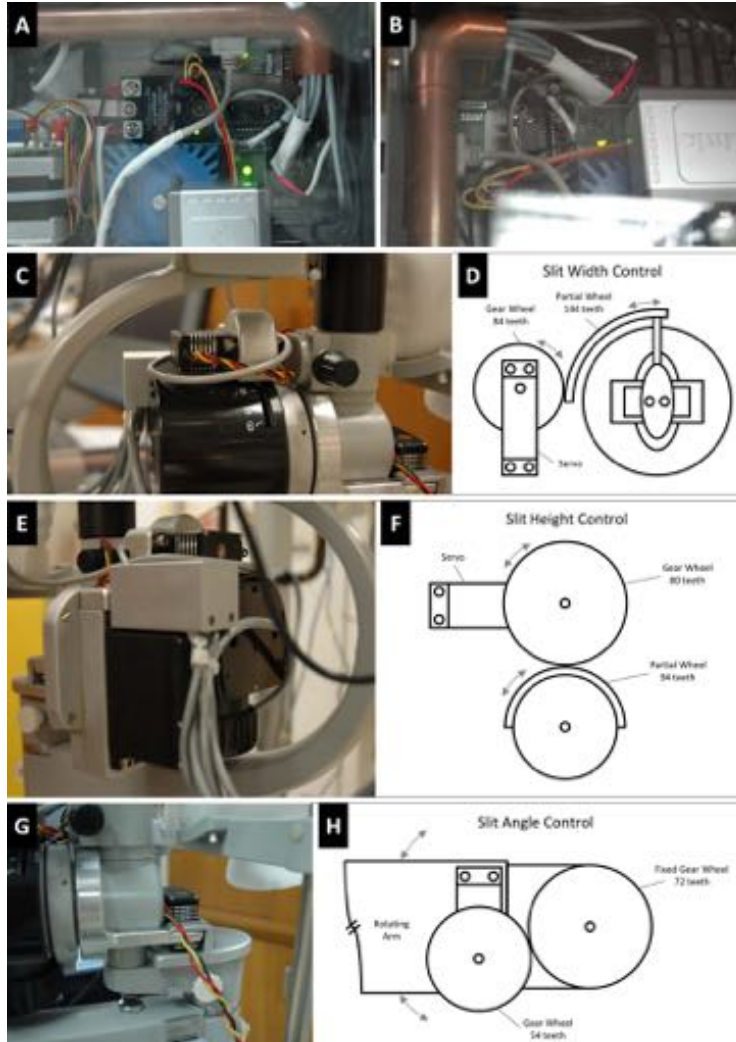 A
B
C
D
Slit Width Control
Gear Wheel
84 teeth
Partial Wheel
144 teeth
Servo
E
F
Slit Height Control
Servo
Gear Wheel
80 teeth
Partial Wheel
94 teeth
G
H
Slit Angle Control
Fixed Gear Wheel
72 teeth
Rotating
Arm
Gear Wheel
54 teeth